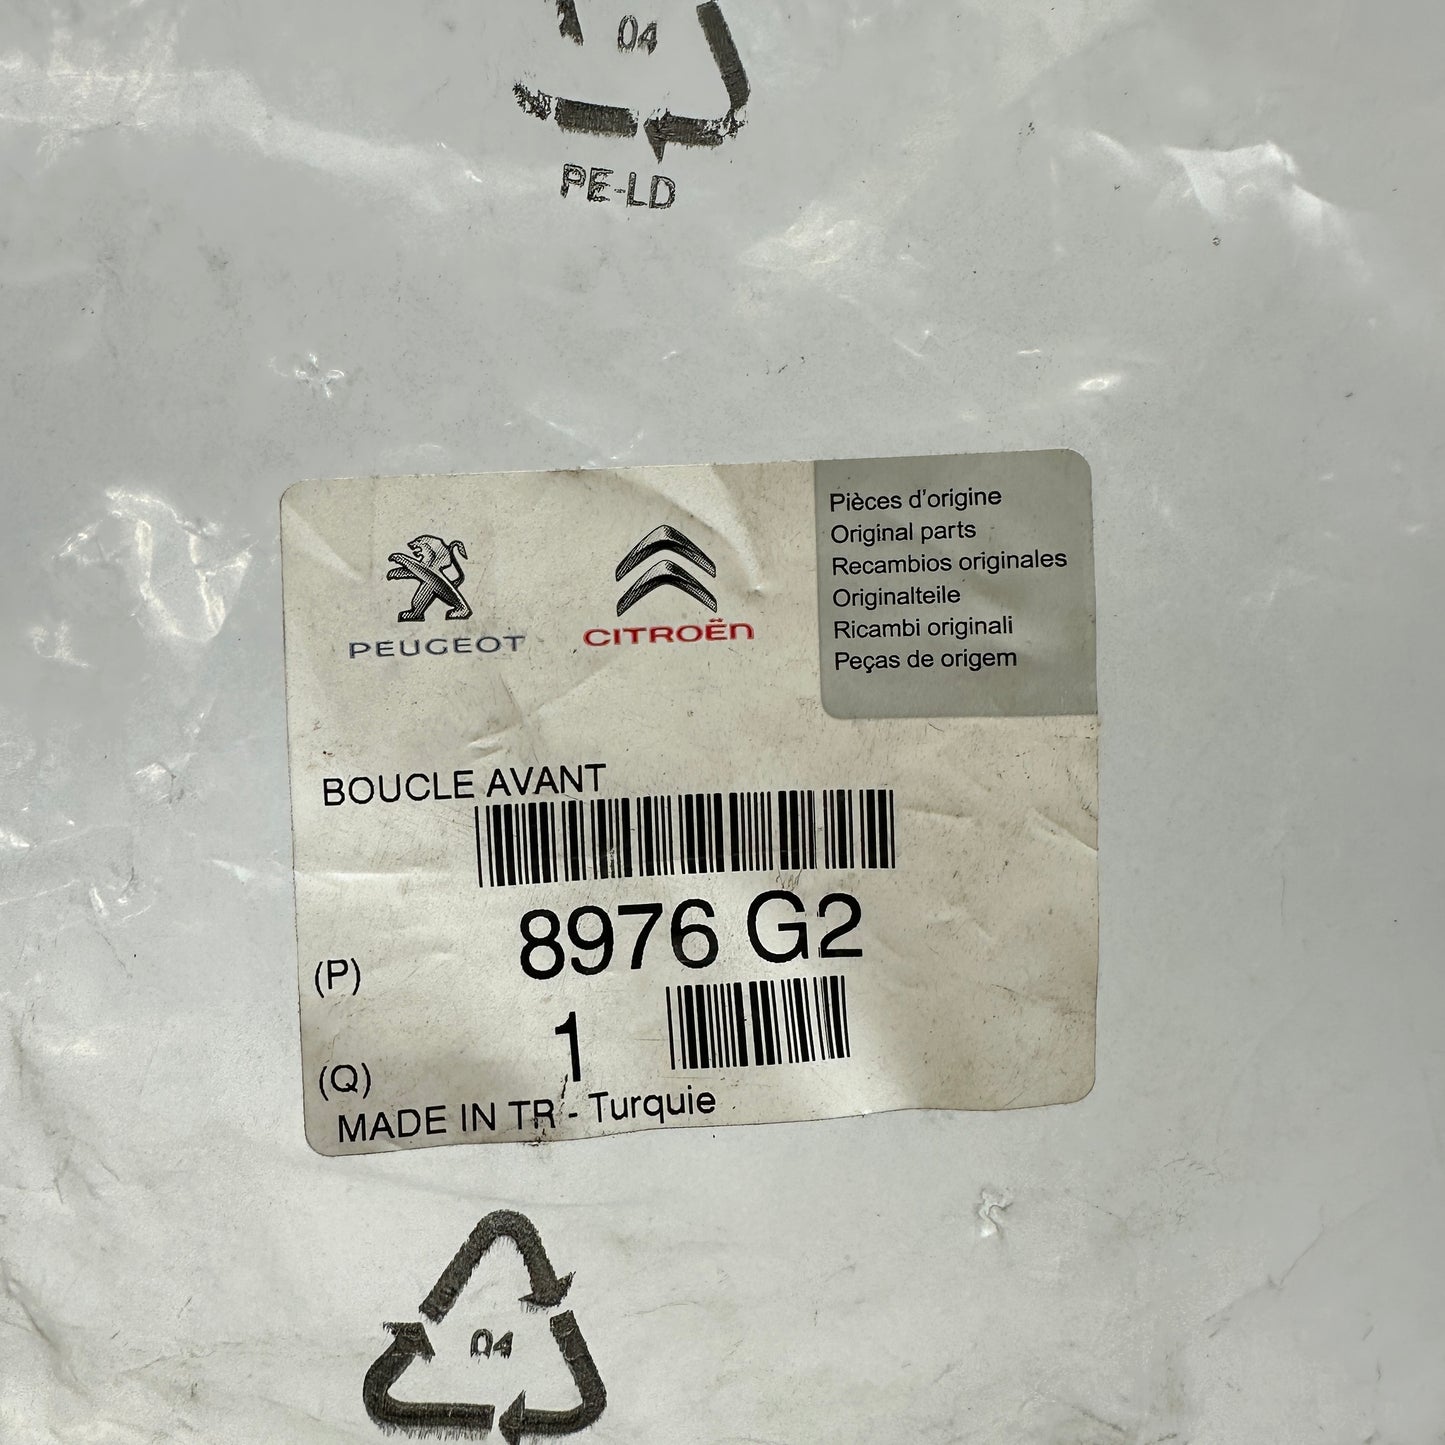 04
PE-LD
PEUGEOT
CITROËN
Pièces d'origine
Original parts
Recambios originales
Originalteile
Ricambi originali
Peças de origem
BOUCLE AVANT
(P) 8976 G2
(Q) 1
MADE IN TR - Turquie
04